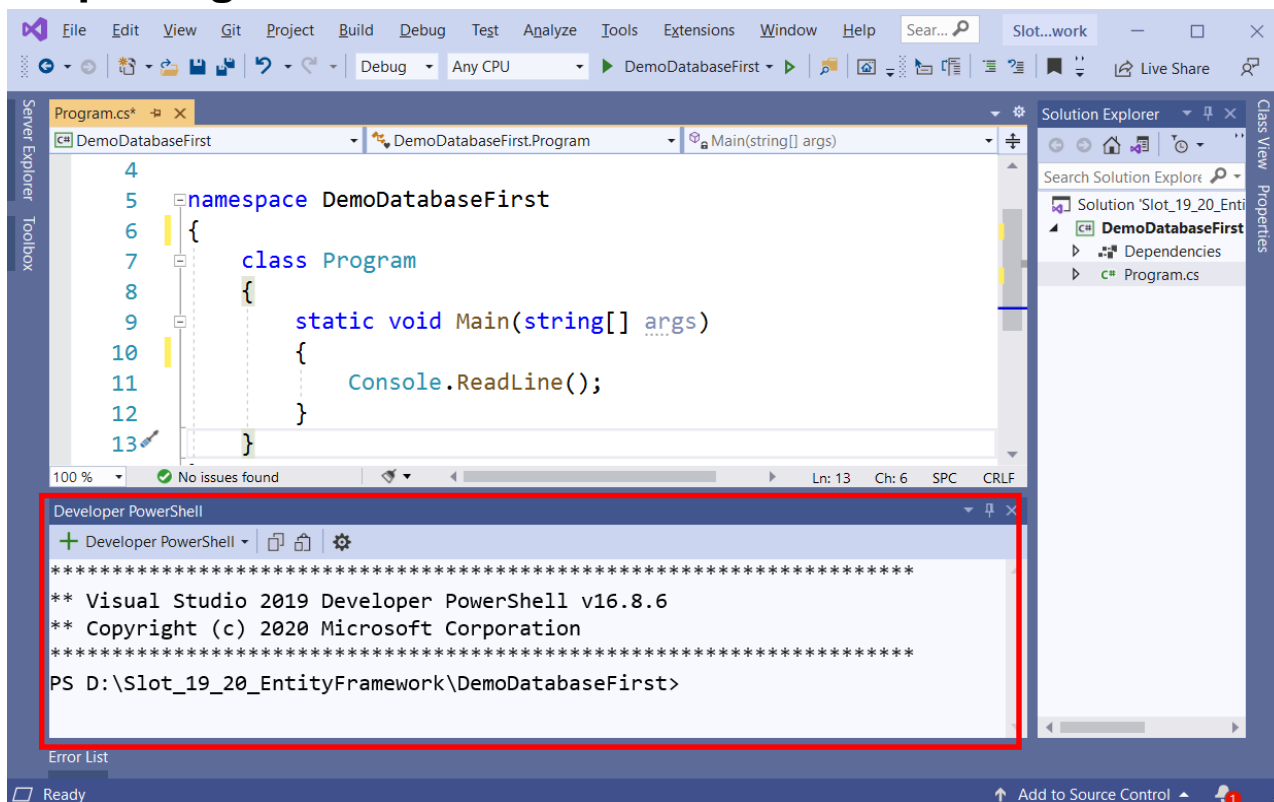 File Edit View Git Project Build Debug Test Analyze Tools Extensions Window Help Sear... Slot...work
Debug Any CPU DemoDatabaseFirst Live Share
Server Explorer
Toolbox
Program.cs*
DemoDatabaseFirst DemoDatabaseFirst.Program Main(string[] args)
4
5 namespace DemoDatabaseFirst
6 {
7 class Program
8 {
9 static void Main(string[] args)
10 {
11 Console.ReadLine();
12 }
13 }
100 % No issues found Ln: 13 Ch: 6 SPC CRLF
Solution Explorer
Search Solution Explore
Solution 'Slot_19_20_Enti
C# DemoDatabaseFirst
Dependencies
C# Program.cs
Class View
Properties
Developer PowerShell
Developer PowerShell
**********************************************************************
** Visual Studio 2019 Developer PowerShell v16.8.6
** Copyright (c) 2020 Microsoft Corporation
**********************************************************************
PS D:\Slot_19_20_EntityFramework\DemoDatabaseFirst>
Error List
Ready Add to Source Control 1